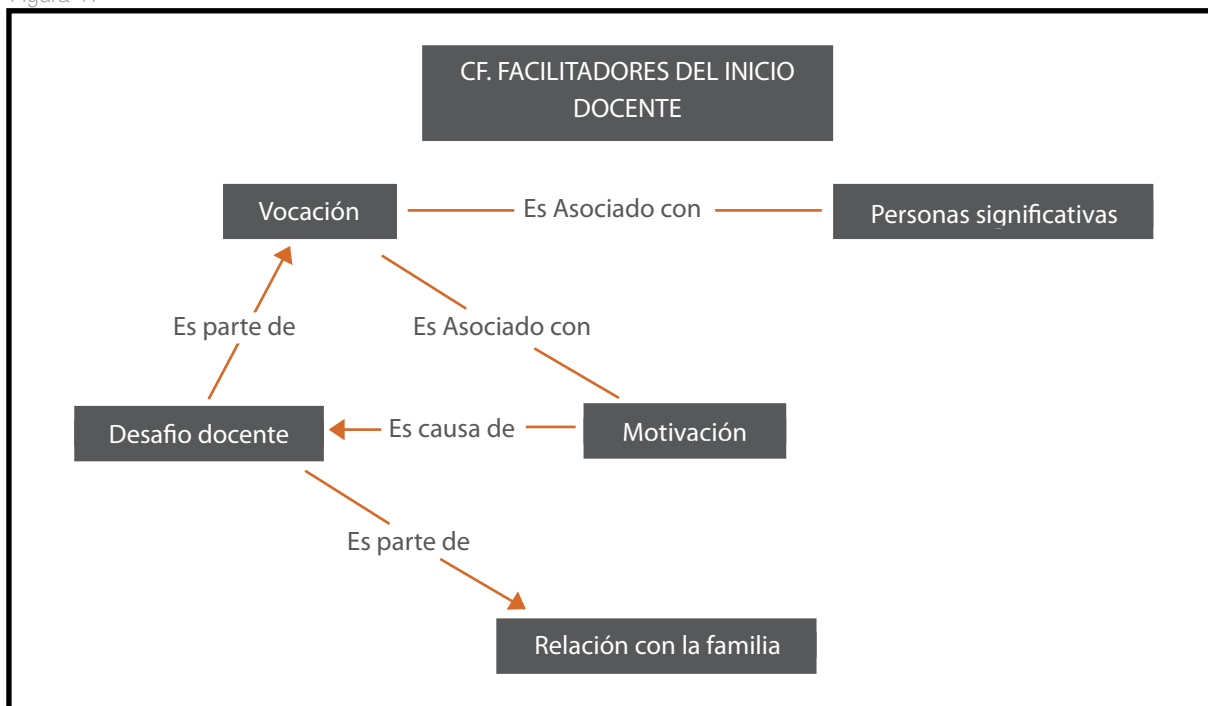 CF. FACILITADORES DEL INICIO
DOCENTE
Vocación
Es Asociado con
Personas significativas
Es parte de
Es Asociado con
Desafio docente
Es causa de
Motivación
Es parte de
Relación con la familia